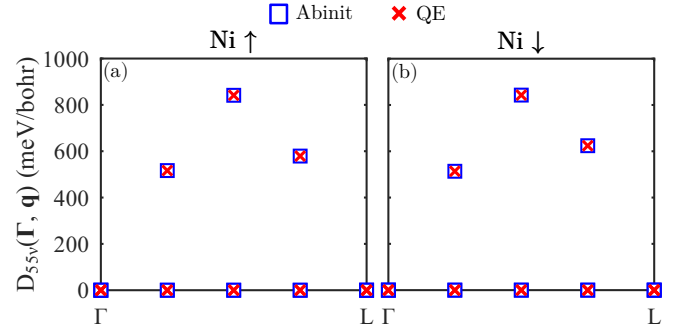 Abinit QE
Ni ↑ Ni ↓
(a) (b)
D55ν(Γ, q) (meV/bohr)
1000
800
600
400
200
0
Γ L Γ L